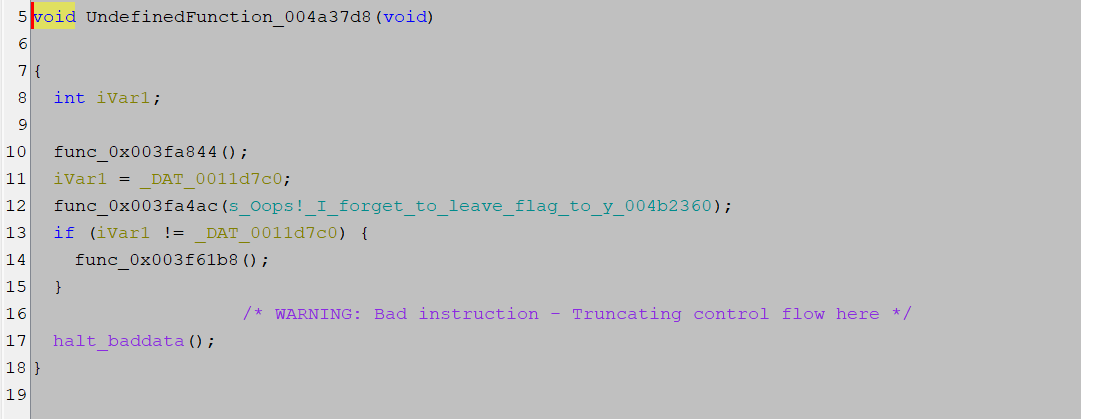 5 void UndefinedFunction_004a37d8(void)
6
7 {
8 int iVar1;
9
10 func_0x003fa844();
11 iVar1 = _DAT_0011d7c0;
12 func_0x003fa4ac(s_Oops!_I_forget_to_leave_flag_to_y_004b2360);
13 if (iVar1 != _DAT_0011d7c0) {
14 func_0x003f61b8();
15 }
16 /* WARNING: Bad instruction - Truncating control flow here */
17 halt_baddata();
18 }
19